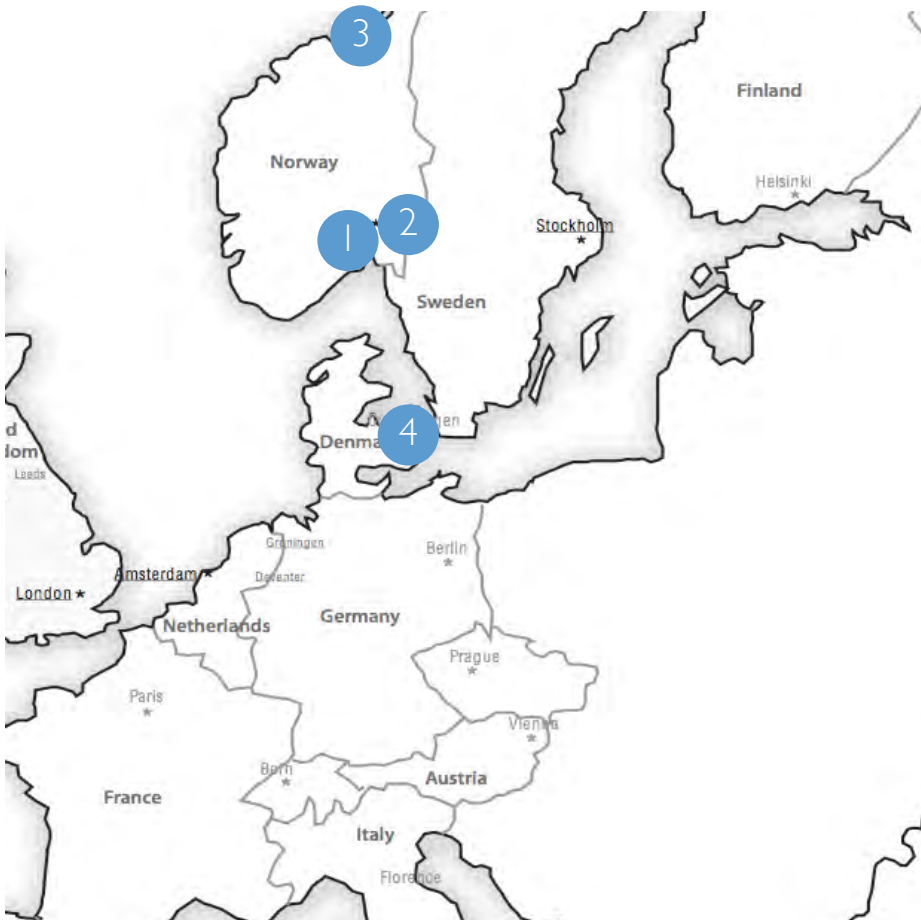 3
Finland
Norway
Helsinki
1
2
Stockholm
Sweden
4
gen
Denma
d
dom
Leeds
Groningen
Berlin
Amsterdam
Deventer
London
Germany
Netherlands
Prague
Paris
Vienna
Bern
Austria
France
Italy
Florence